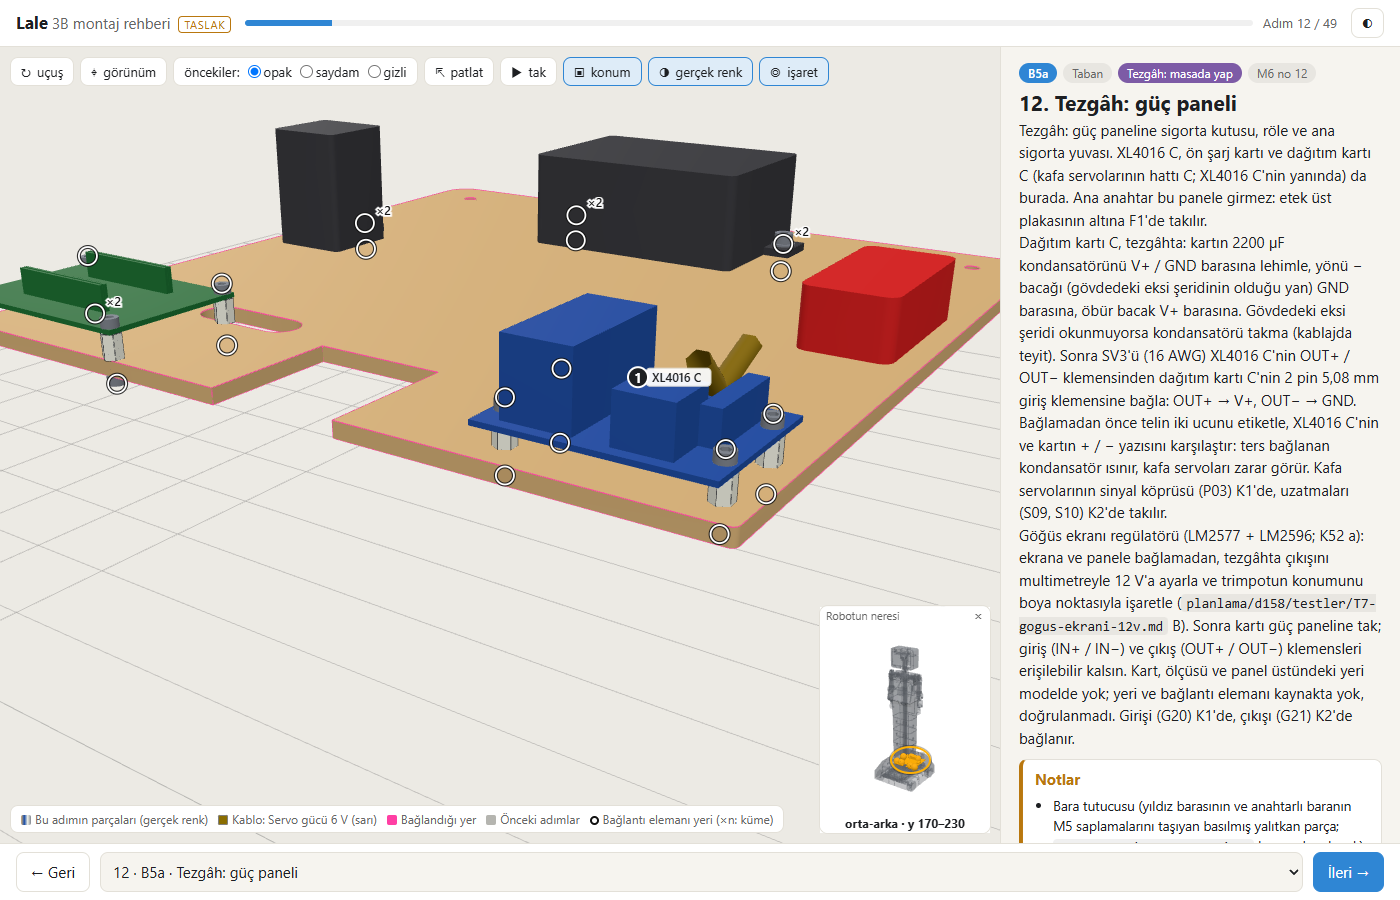 Lale 3B montaj rehberi TASLAK
Adım 12 / 49
↻ uçuş
⌖ görünüm
öncekiler: opak saydam gizli
⇱ patlat
▶ tak
▣ konum
◑ gerçek renk
◎ işaret
×2
×2
×2
×2
1 XL4016 C
Robotun neresi ×
orta-arka · y 170–230
Bu adımın parçaları (gerçek renk) Kablo: Servo gücü 6 V (sarı) Bağlandığı yer Önceki adımlar Bağlantı elemanı yeri (×n: küme)
B5a Taban Tezgâh: masada yap M6 no 12
12. Tezgâh: güç paneli
Tezgâh: güç paneline sigorta kutusu, röle ve ana
sigorta yuvası. XL4016 C, ön şarj kartı ve dağıtım kartı
C (kafa servolarının hattı C; XL4016 C'nin yanında) da
burada. Ana anahtar bu panele girmez: etek üst
plakasının altına F1'de takılır.
Dağıtım kartı C, tezgâhta: kartın 2200 µF
kondansatörünü V+ / GND barasına lehimle, yönü −
bacağı (gövdedeki eksi şeridinin olduğu yan) GND
barasına, öbür bacak V+ barasına. Gövdedeki eksi
şeridi okunmuyorsa kondansatörü takma (kablajda
teyit). Sonra SV3'ü (16 AWG) XL4016 C'nin OUT+ /
OUT− klemensinden dağıtım kartı C'nin 2 pin 5,08 mm
giriş klemensine bağla: OUT+ → V+, OUT− → GND.
Bağlamadan önce telin iki ucunu etiketle, XL4016 C'nin
ve kartın + / − yazısını karşılaştır: ters bağlanan
kondansatör ısınır, kafa servoları zarar görür. Kafa
servolarının sinyal köprüsü (P03) K1'de, uzatmaları
(S09, S10) K2'de takılır.
Göğüs ekranı regülatörü (LM2577 + LM2596; K52 a):
ekrana ve panele bağlamadan, tezgâhta çıkışını
multimetreyle 12 V'a ayarla ve trimpotun konumunu
boya noktasıyla işaretle ( planlama/d158/testler/T7-
gogus-ekrani-12v.md B). Sonra kartı güç paneline tak;
giriş (IN+ / IN−) ve çıkış (OUT+ / OUT−) klemensleri
erişilebilir kalsın. Kart, ölçüsü ve panel üstündeki yeri
modelde yok; yeri ve bağlantı elemanı kaynakta yok,
doğrulanmadı. Girişi (G20) K1'de, çıkışı (G21) K2'de
bağlanır.
Notlar
• Bara tutucusu (yıldız barasının ve anahtarlı baranın
M5 saplamalarını taşıyan basılmış yalıtkan parça;
← Geri
12 · B5a · Tezgâh: güç paneli
İleri →